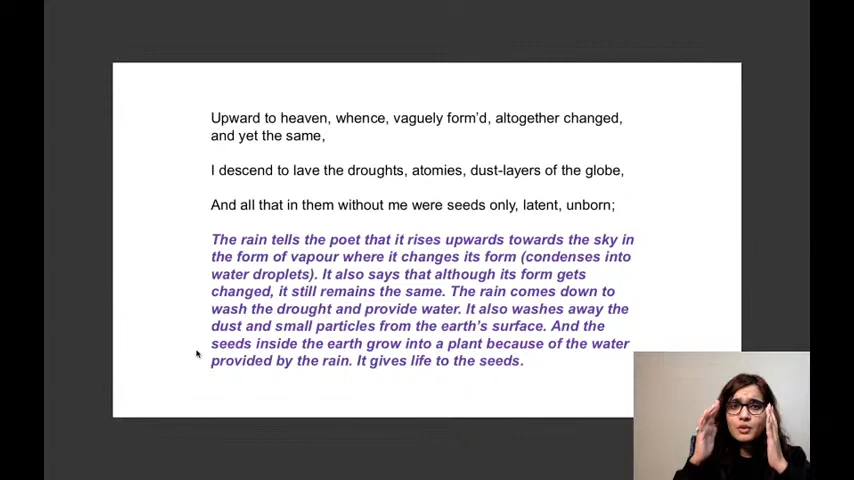 Upward to heaven, whence, vaguely form'd, altogether changed,
and yet the same,
I descend to lave the droughts, atomies, dust-layers of the globe,
And all that in them without me were seeds only, latent, unborn;
The rain tells the poet that it rises upwards towards the sky in
the form of vapour where it changes its form (condenses into
water droplets). It also says that although its form gets
changed, it still remains the same. The rain comes down to
wash the drought and provide water. It also washes away the
dust and small particles from the earth's surface. And the
seeds inside the earth grow into a plant because of the water
provided by the rain. It gives life to the seeds.